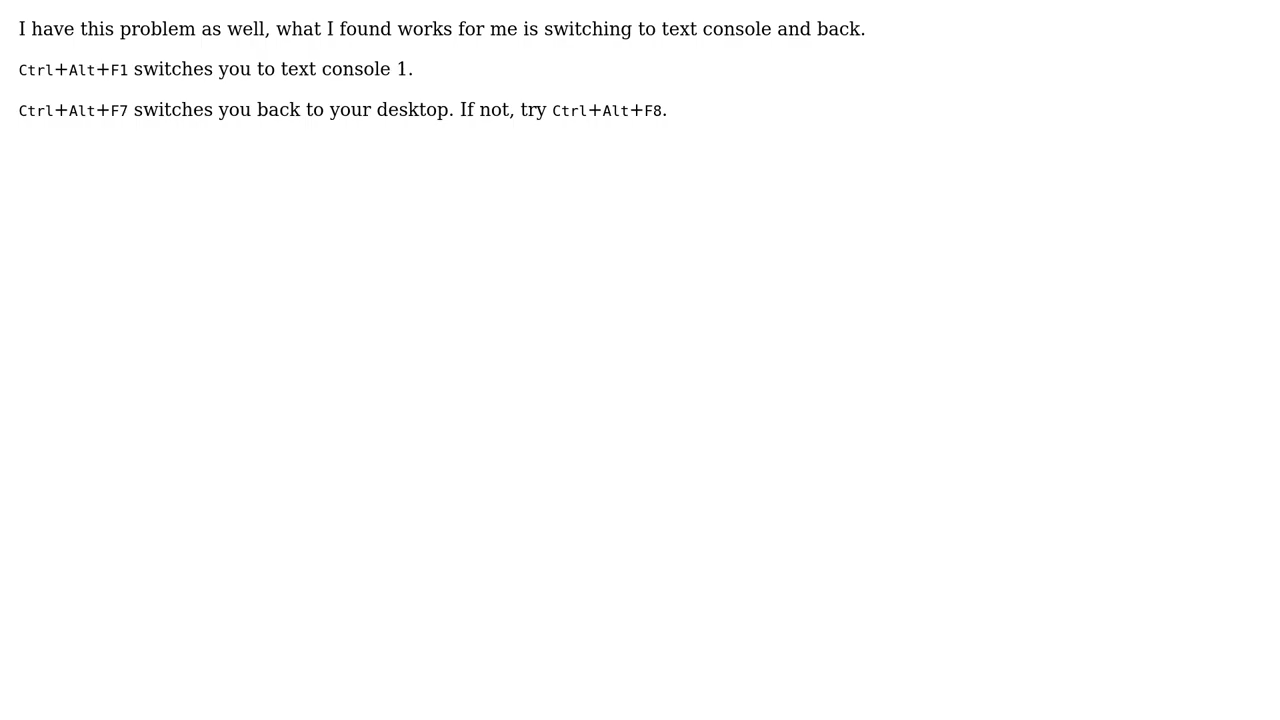 I have this problem as well, what I found works for me is switching to text console and back.
Ctrl+Alt+F1 switches you to text console 1.
Ctrl+Alt+F7 switches you back to your desktop. If not, try Ctrl+Alt+F8.